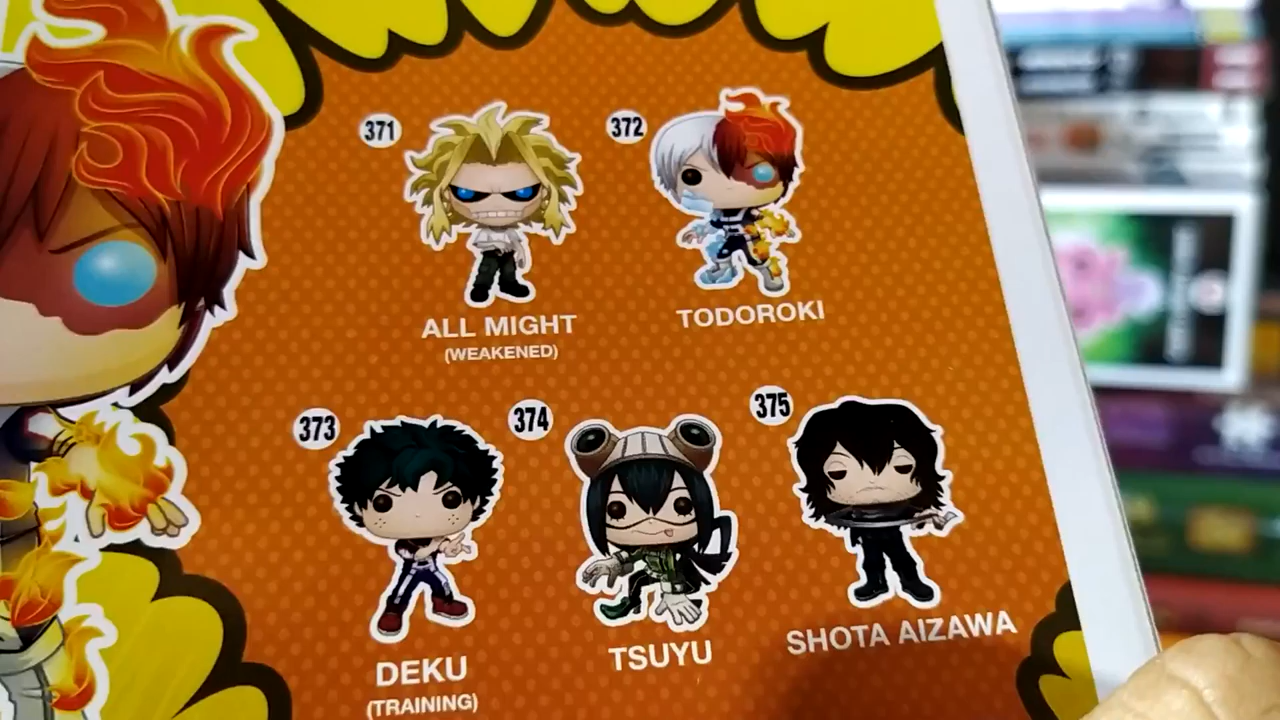 371
372
ALL MIGHT
(WEAKENED)
TODOROKI
373
374
375
DEKU
(TRAINING)
TSUYU
SHOTA AIZAWA